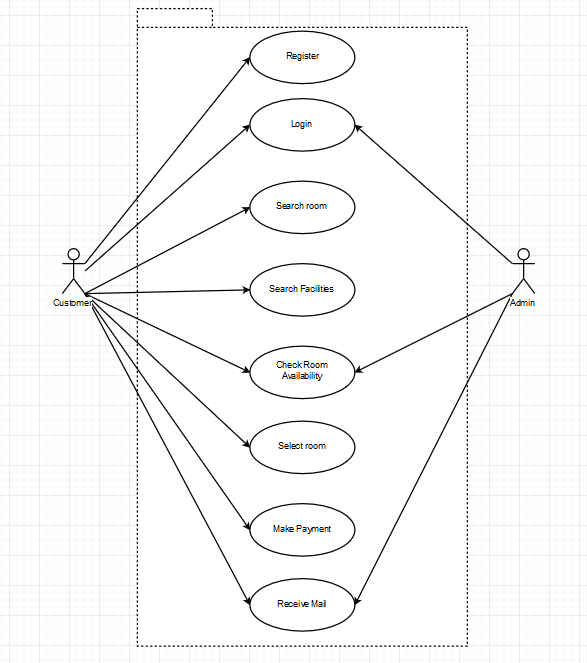 Register
Login
Search room
Customer
Admin
Search Facilities
Check Room
Availability
Select room
Make Payment
Receive Mail